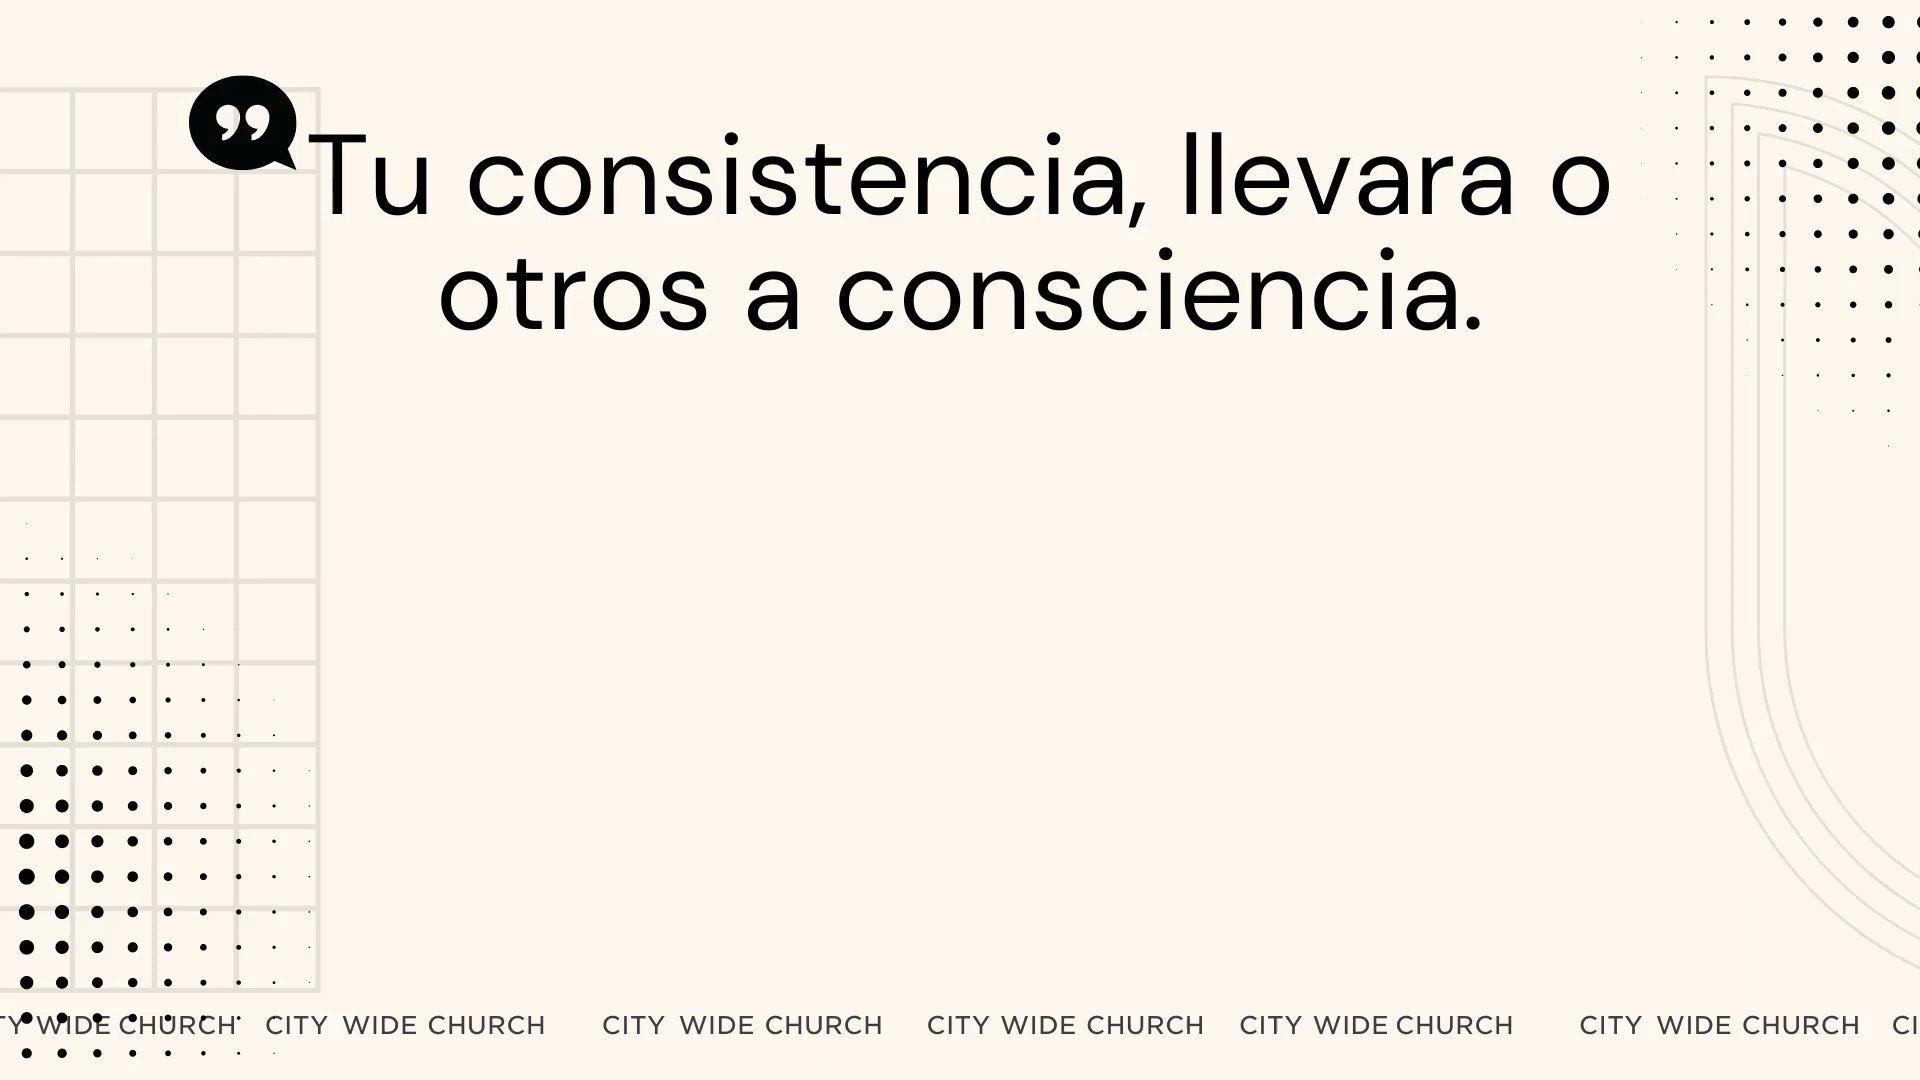 Tu consistencia, llevara o
otros a consciencia.
TY WIDE CHURCH CITY WIDE CHURCH CITY WIDE CHURCH CITY WIDE CHURCH CITY WIDE CHURCH CITY WIDE CHURCH CI